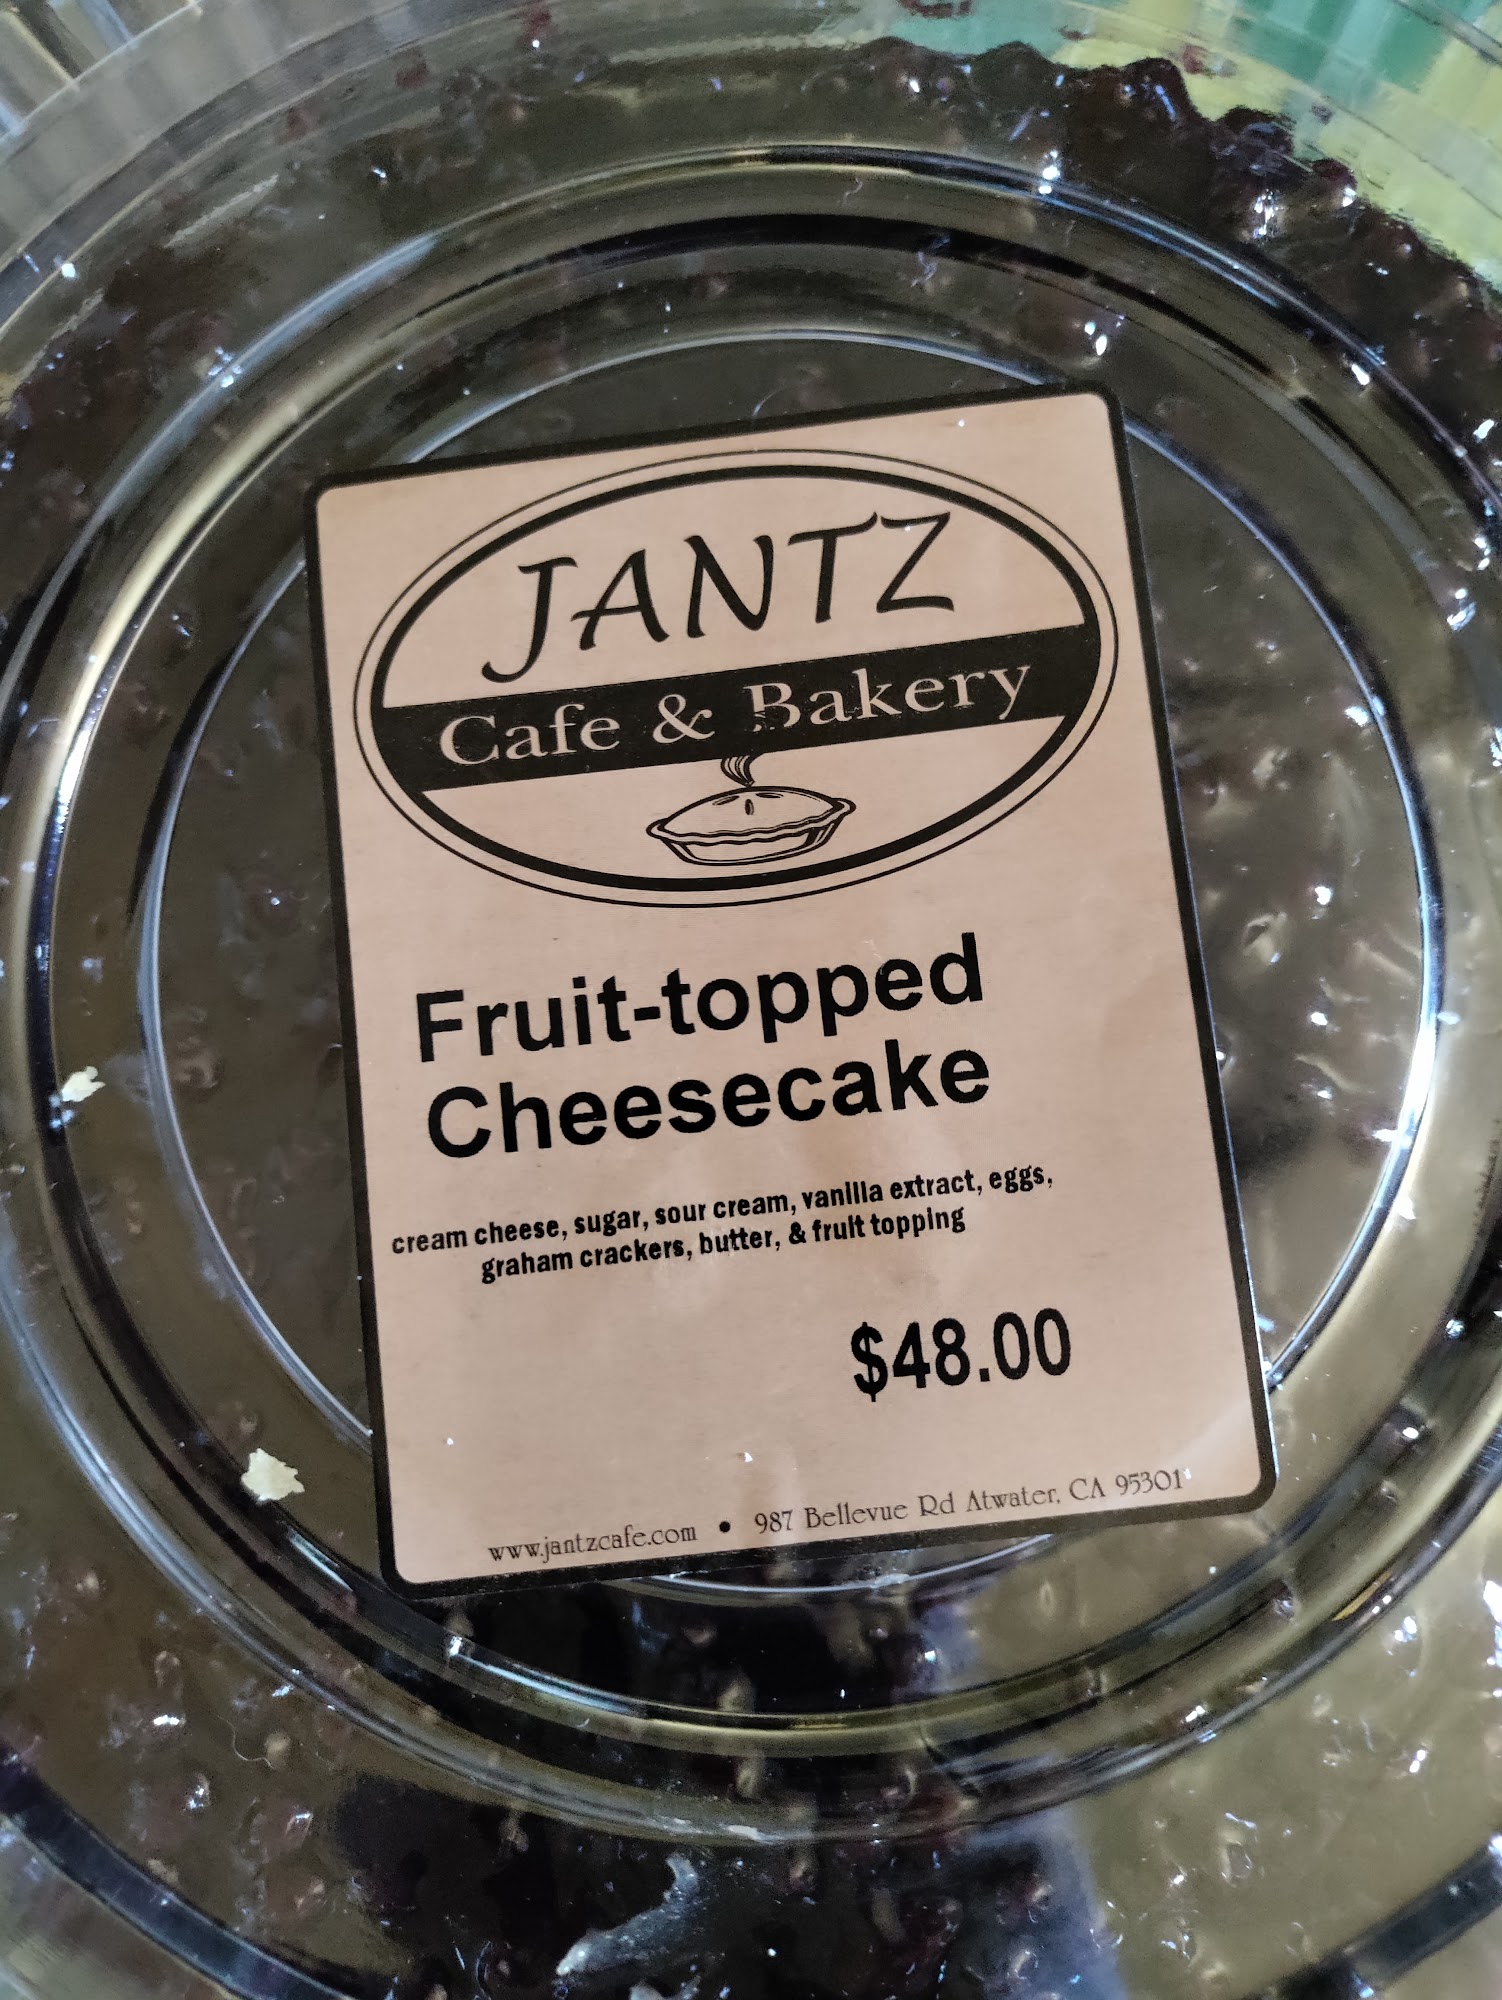 JANTZ
Cafe & Bakery
Fruit-topped
Cheesecake
cream cheese, sugar, sour cream, vanilla extract, eggs,
graham crackers, butter, & fruit topping
$48.00
www.jantzcafe.com • 987 Bellevue Rd Atwater, CA 95301